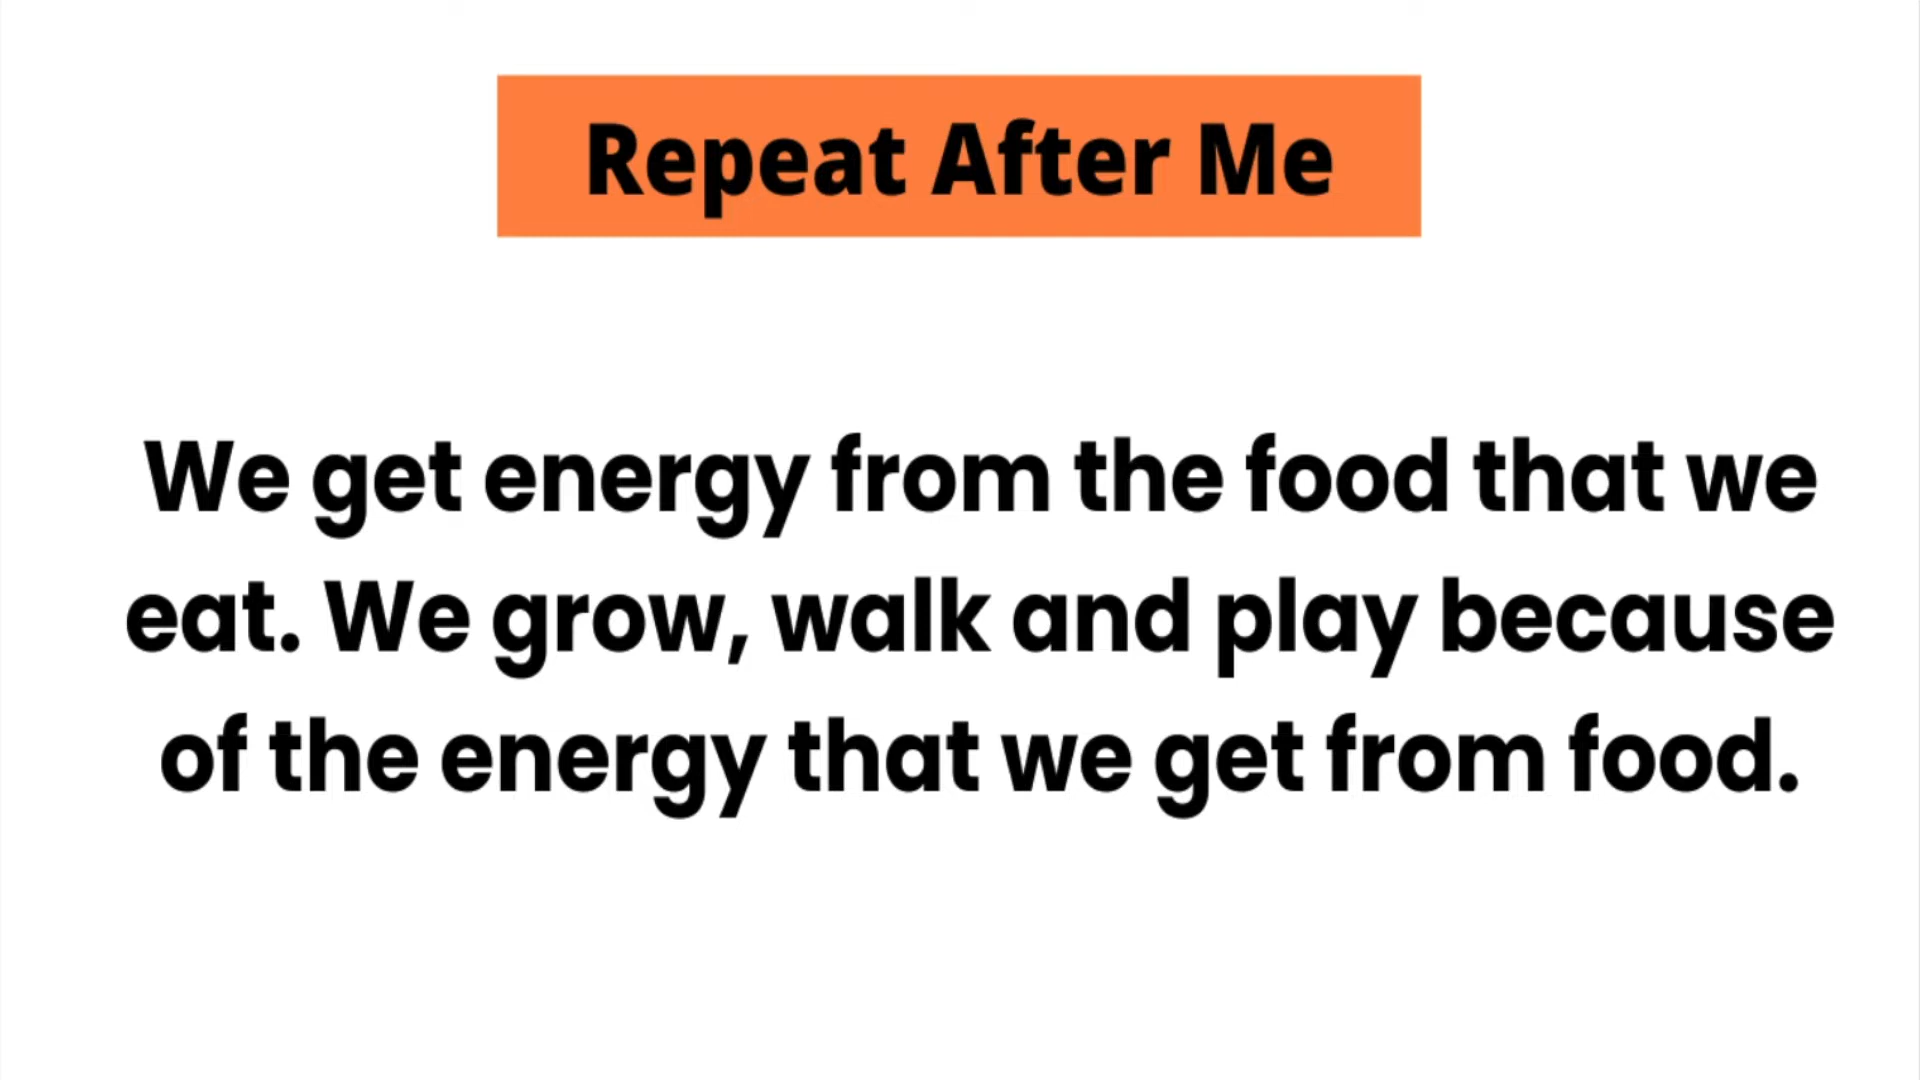 Repeat After Me
We get energy from the food that we
eat. We grow, walk and play because
of the energy that we get from food.